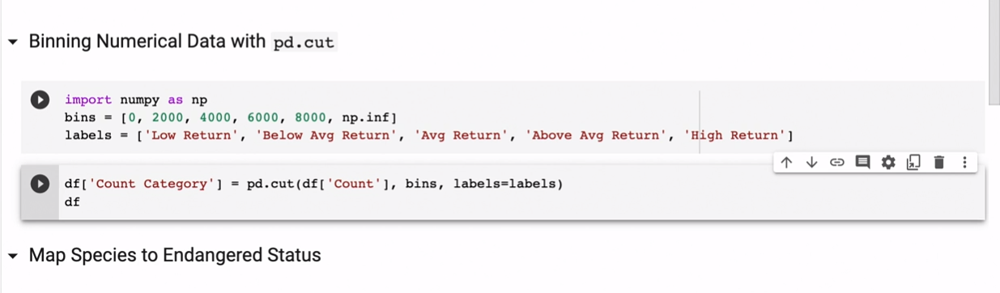 Binning Numerical Data with pd.cut
import numpy as np
bins = [0, 2000, 4000, 6000, 8000, np.inf]
labels = ['Low Return', 'Below Avg Return', 'Avg Return', 'Above Avg Return', 'High Return']
df['Count Category'] = pd.cut(df['Count'], bins, labels=labels)
df
Map Species to Endangered Status